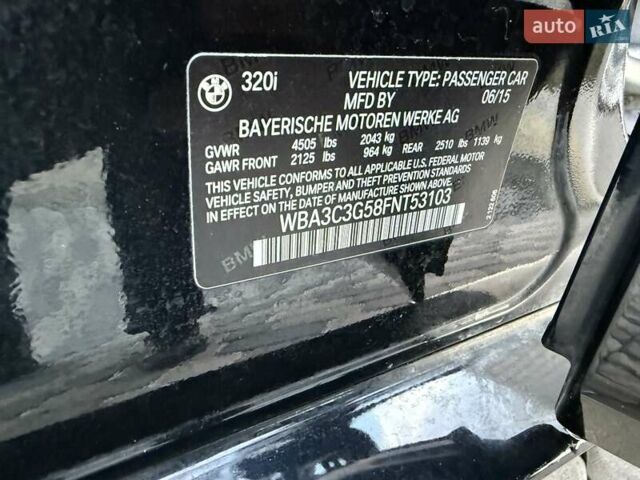 auto RIA
320i VEHICLE TYPE: PASSENGER CAR
MFD BY 06/15
BAYERISCHE MOTOREN WERKE AG
GVWR 4505 lbs 2043 kg
GAWR FRONT 2125 lbs 964 kg REAR 2510 lbs 1139 kg
THIS VEHICLE CONFORMS TO ALL APPLICABLE U.S. FEDERAL MOTOR
VEHICLE SAFETY, BUMPER AND THEFT PREVENTION STANDARDS
IN EFFECT ON THE DATE OF MANUFACTURE SHOWN ABOVE.
WBA3C3G58FNT53103